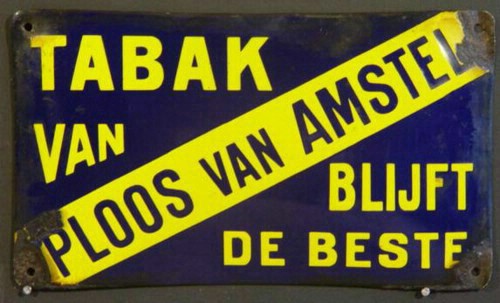 TABAK
VAN
PLOOS VAN AMSTEL
BLIJFT
DE BESTE